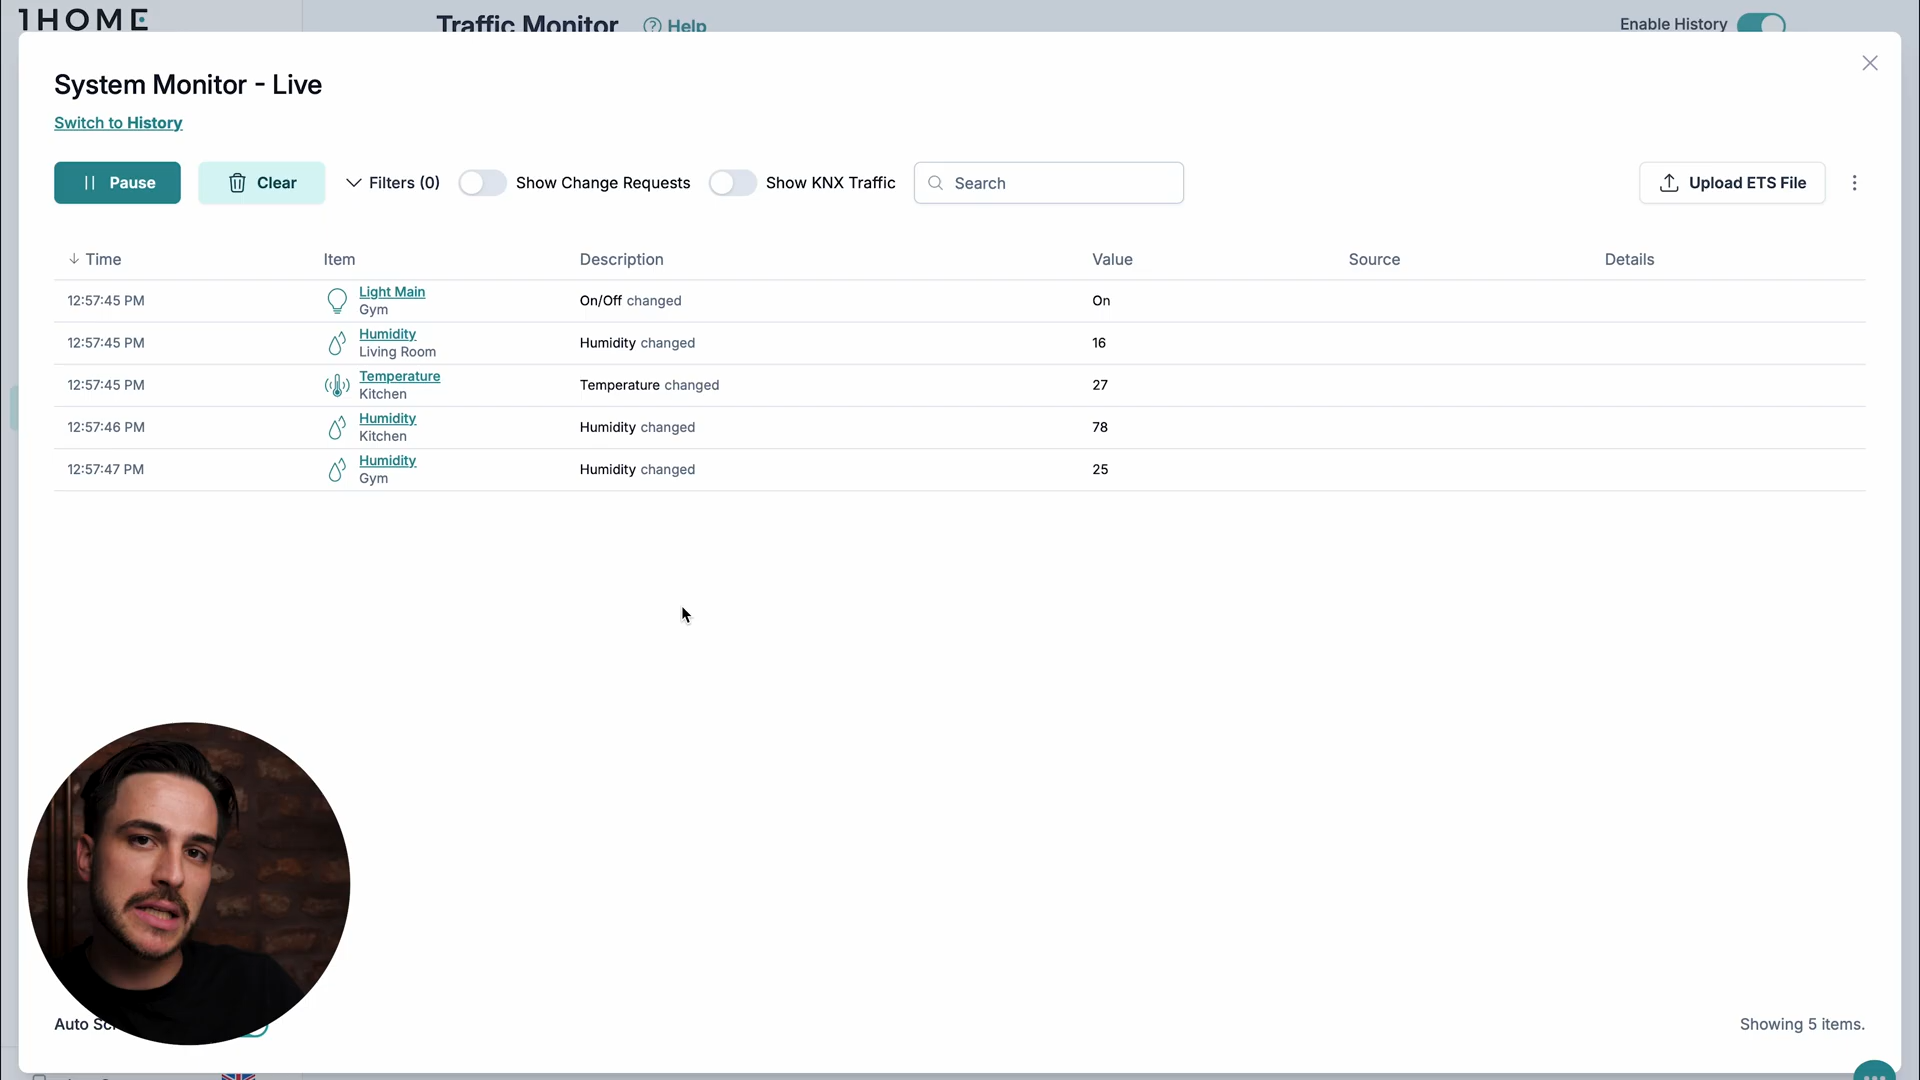 1HOME
Traffic Monitor
Help
Enable History
System Monitor - Live
Switch to History
Pause
Clear
Filters (0)
Show Change Requests
Show KNX Traffic
Search
Upload ETS File
Time Item Description Value Source Details
12:57:45 PM Light Main On/Off changed On
Gym
12:57:45 PM Humidity Humidity changed 16
Living Room
12:57:45 PM Temperature Temperature changed 27
Kitchen
12:57:46 PM Humidity Humidity changed 78
Kitchen
12:57:47 PM Humidity Humidity changed 25
Gym
Auto
Showing 5 items.